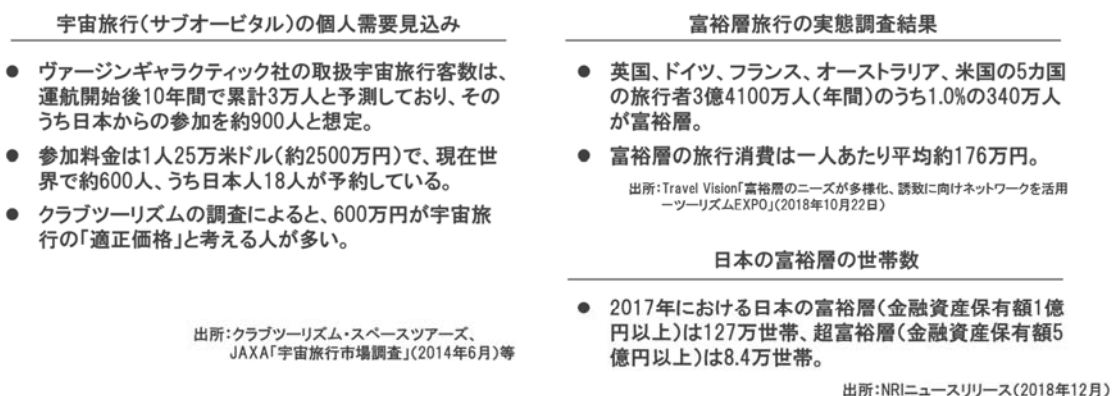 宇宙旅行(サブオービタル)の個人需要見込み
● ヴァージンギャラクティック社の取扱宇宙旅行客数は、
運航開始後10年間で累計3万人と予測しており、その
うち日本からの参加を約900人と想定。
● 参加料金は1人25万米ドル(約2500万円)で、現在世
界で約600人、うち日本人18人が予約している。
● クラブツーリズムの調査によると、600万円が宇宙旅
行の「適正価格」と考える人が多い。
出所:クラブツーリズム・スペースツアーズ、
JAXA「宇宙旅行市場調査」(2014年6月)等
富裕層旅行の実態調査結果
● 英国、ドイツ、フランス、オーストラリア、米国の5カ国
の旅行者3億4100万人(年間)のうち1.0%の340万人
が富裕層。
● 富裕層の旅行消費は一人あたり平均約176万円。
出所:Travel Vision「富裕層のニーズが多様化、誘致に向けネットワークを活用
ーツーリズムEXPO」(2018年10月22日)
日本の富裕層の世帯数
● 2017年における日本の富裕層(金融資産保有額1億
円以上)は127万世帯、超富裕層(金融資産保有額5
億円以上)は8.4万世帯。
出所:NRIニュースリリース(2018年12月)